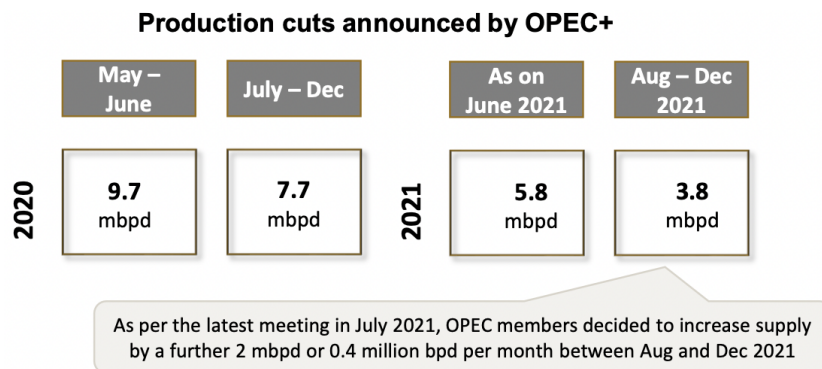 Production cuts announced by OPEC+
May –
June
July – Dec
As on
June 2021
Aug – Dec
2021
2020
9.7
mbpd
7.7
mbpd
2021
5.8
mbpd
3.8
mbpd
As per the latest meeting in July 2021, OPEC members decided to increase supply
by a further 2 mbpd or 0.4 million bpd per month between Aug and Dec 2021